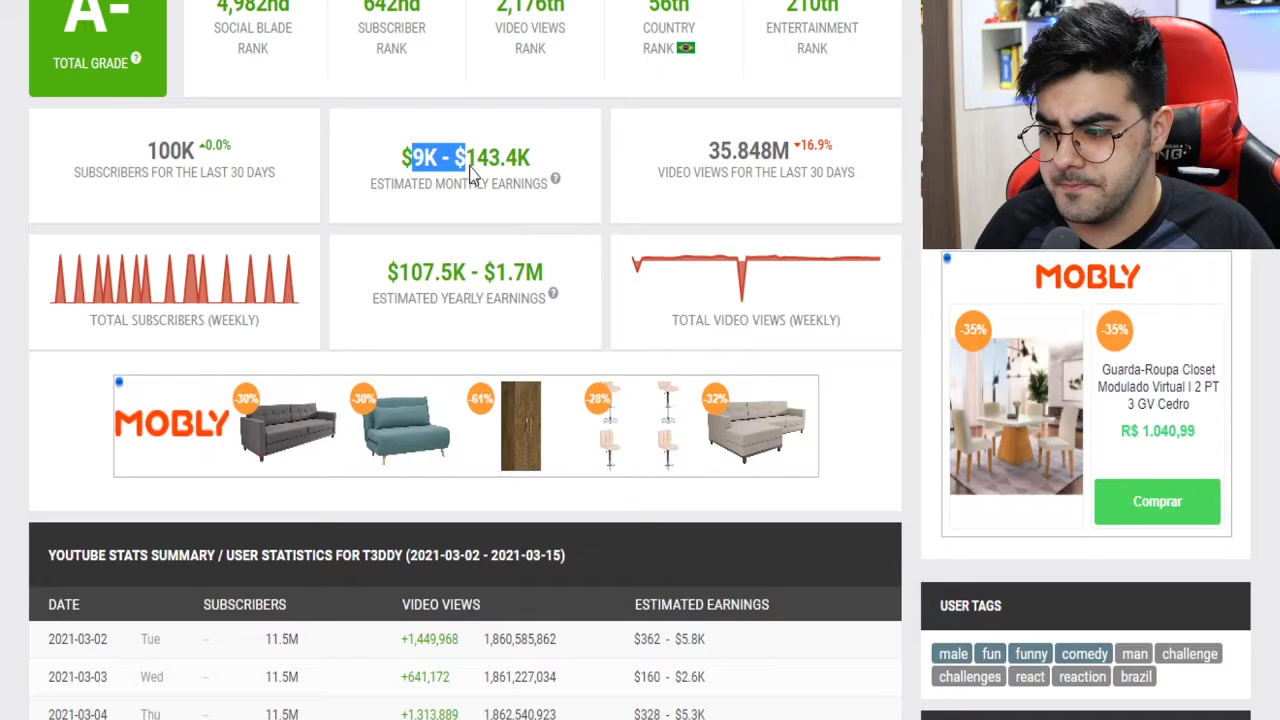 A-
TOTAL GRADE ?
4,982nd
SOCIAL BLADE
RANK
642nd
SUBSCRIBER
RANK
2,176th
VIDEO VIEWS
RANK
56th
COUNTRY
RANK
210th
ENTERTAINMENT
RANK
100K 0.0%
SUBSCRIBERS FOR THE LAST 30 DAYS
$9K - $143.4K
ESTIMATED MONTHLY EARNINGS ?
35.848M 16.9%
VIDEO VIEWS FOR THE LAST 30 DAYS
TOTAL SUBSCRIBERS (WEEKLY)
$107.5K - $1.7M
ESTIMATED YEARLY EARNINGS ?
TOTAL VIDEO VIEWS (WEEKLY)
MOBLY
-30%
-30%
-61%
-28%
-32%
MOBLY
-35%
-35%
Guarda-Roupa Closet
Modulado Virtual I 2 PT
3 GV Cedro
R$ 1.040,99
Comprar
YOUTUBE STATS SUMMARY / USER STATISTICS FOR T3DDY (2021-03-02 - 2021-03-15)
DATE SUBSCRIBERS VIDEO VIEWS ESTIMATED EARNINGS
2021-03-02 Tue -- 11.5M +1,449,968 1,860,585,862 $362 - $5.8K
2021-03-03 Wed -- 11.5M +641,172 1,861,227,034 $160 - $2.6K
2021-03-04 Thu -- 11.5M +1,313,889 1,862,540,923 $328 - $5.3K
USER TAGS
male fun funny comedy man challenge
challenges react reaction brazil